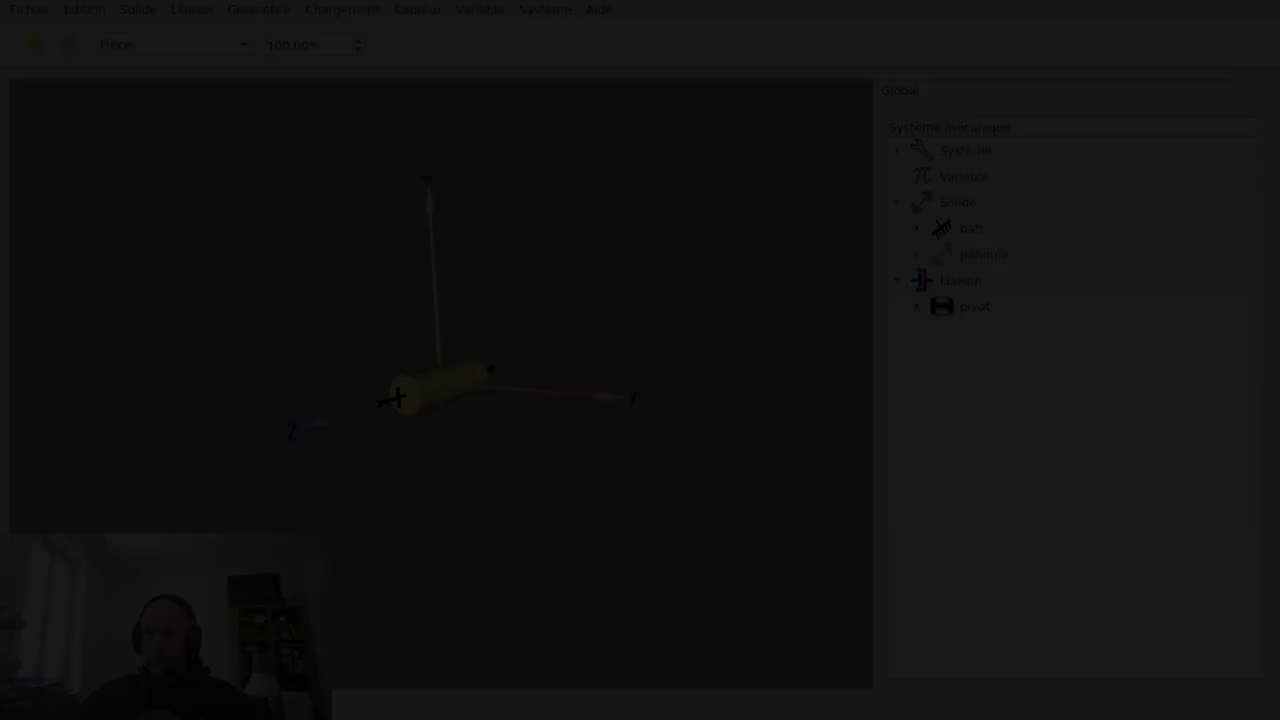 Fichier Edition Solide Liaison Géométrie Chargement Capteur Variable Système Aide
Pièce
100,00%
Global
Système mécanique
Système
Variable
Solide
bati
pendule
Liaison
pivot
Z